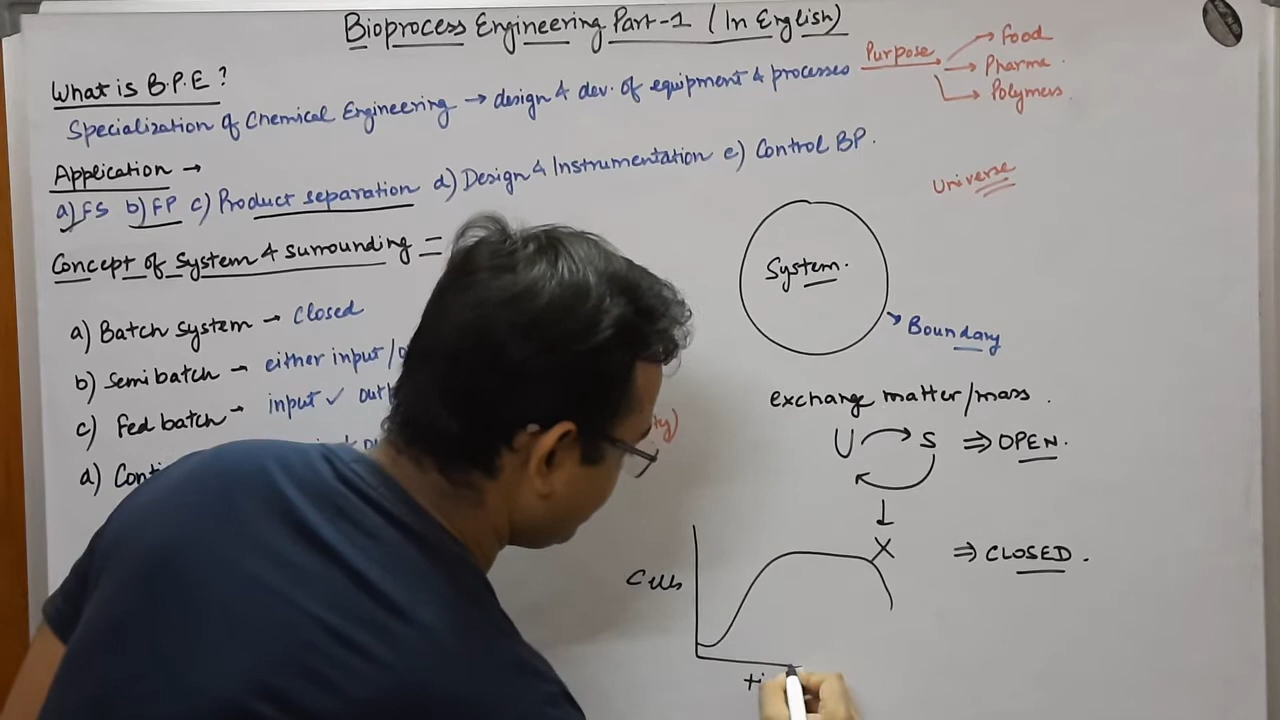 Bioprocess Engineering Part-1 (In English)
What is B.P.E?
Specialization of Chemical Engineering → design & dev. of equipment & processes
Purpose
Food
Pharma.
Polymers.
Application →
a) FS b) FP c) Product separation d) Design & Instrumentation e) Control BP.
Universe
Concept of System & surrounding =
System.
Boundary
a) Batch system → Closed
b) Semibatch → either input/
c) Fed batch → input ✓
d)
exchange matter/mass.
U S ⇒ OPEN.
X ⇒ CLOSED.
Cells